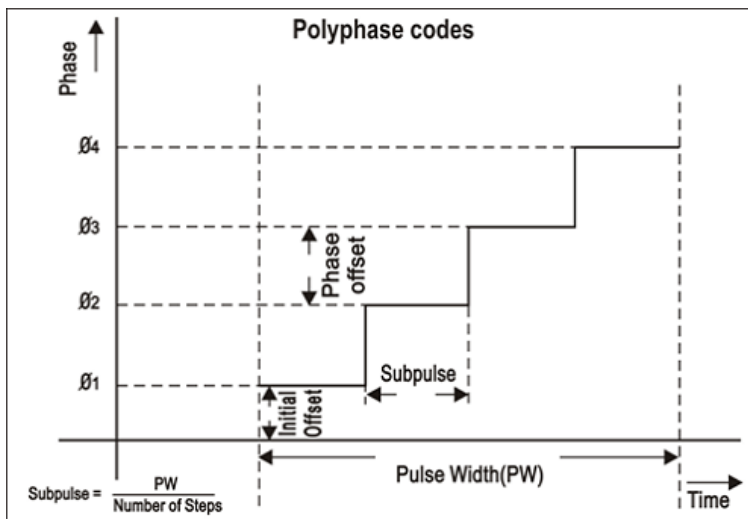 Polyphase codes
Phase
Ø4
Ø3
Phase
offset
Ø2
Ø1
Subpulse
Initial
Offset
Pulse Width(PW)
Time
Subpulse = PW
Number of Steps